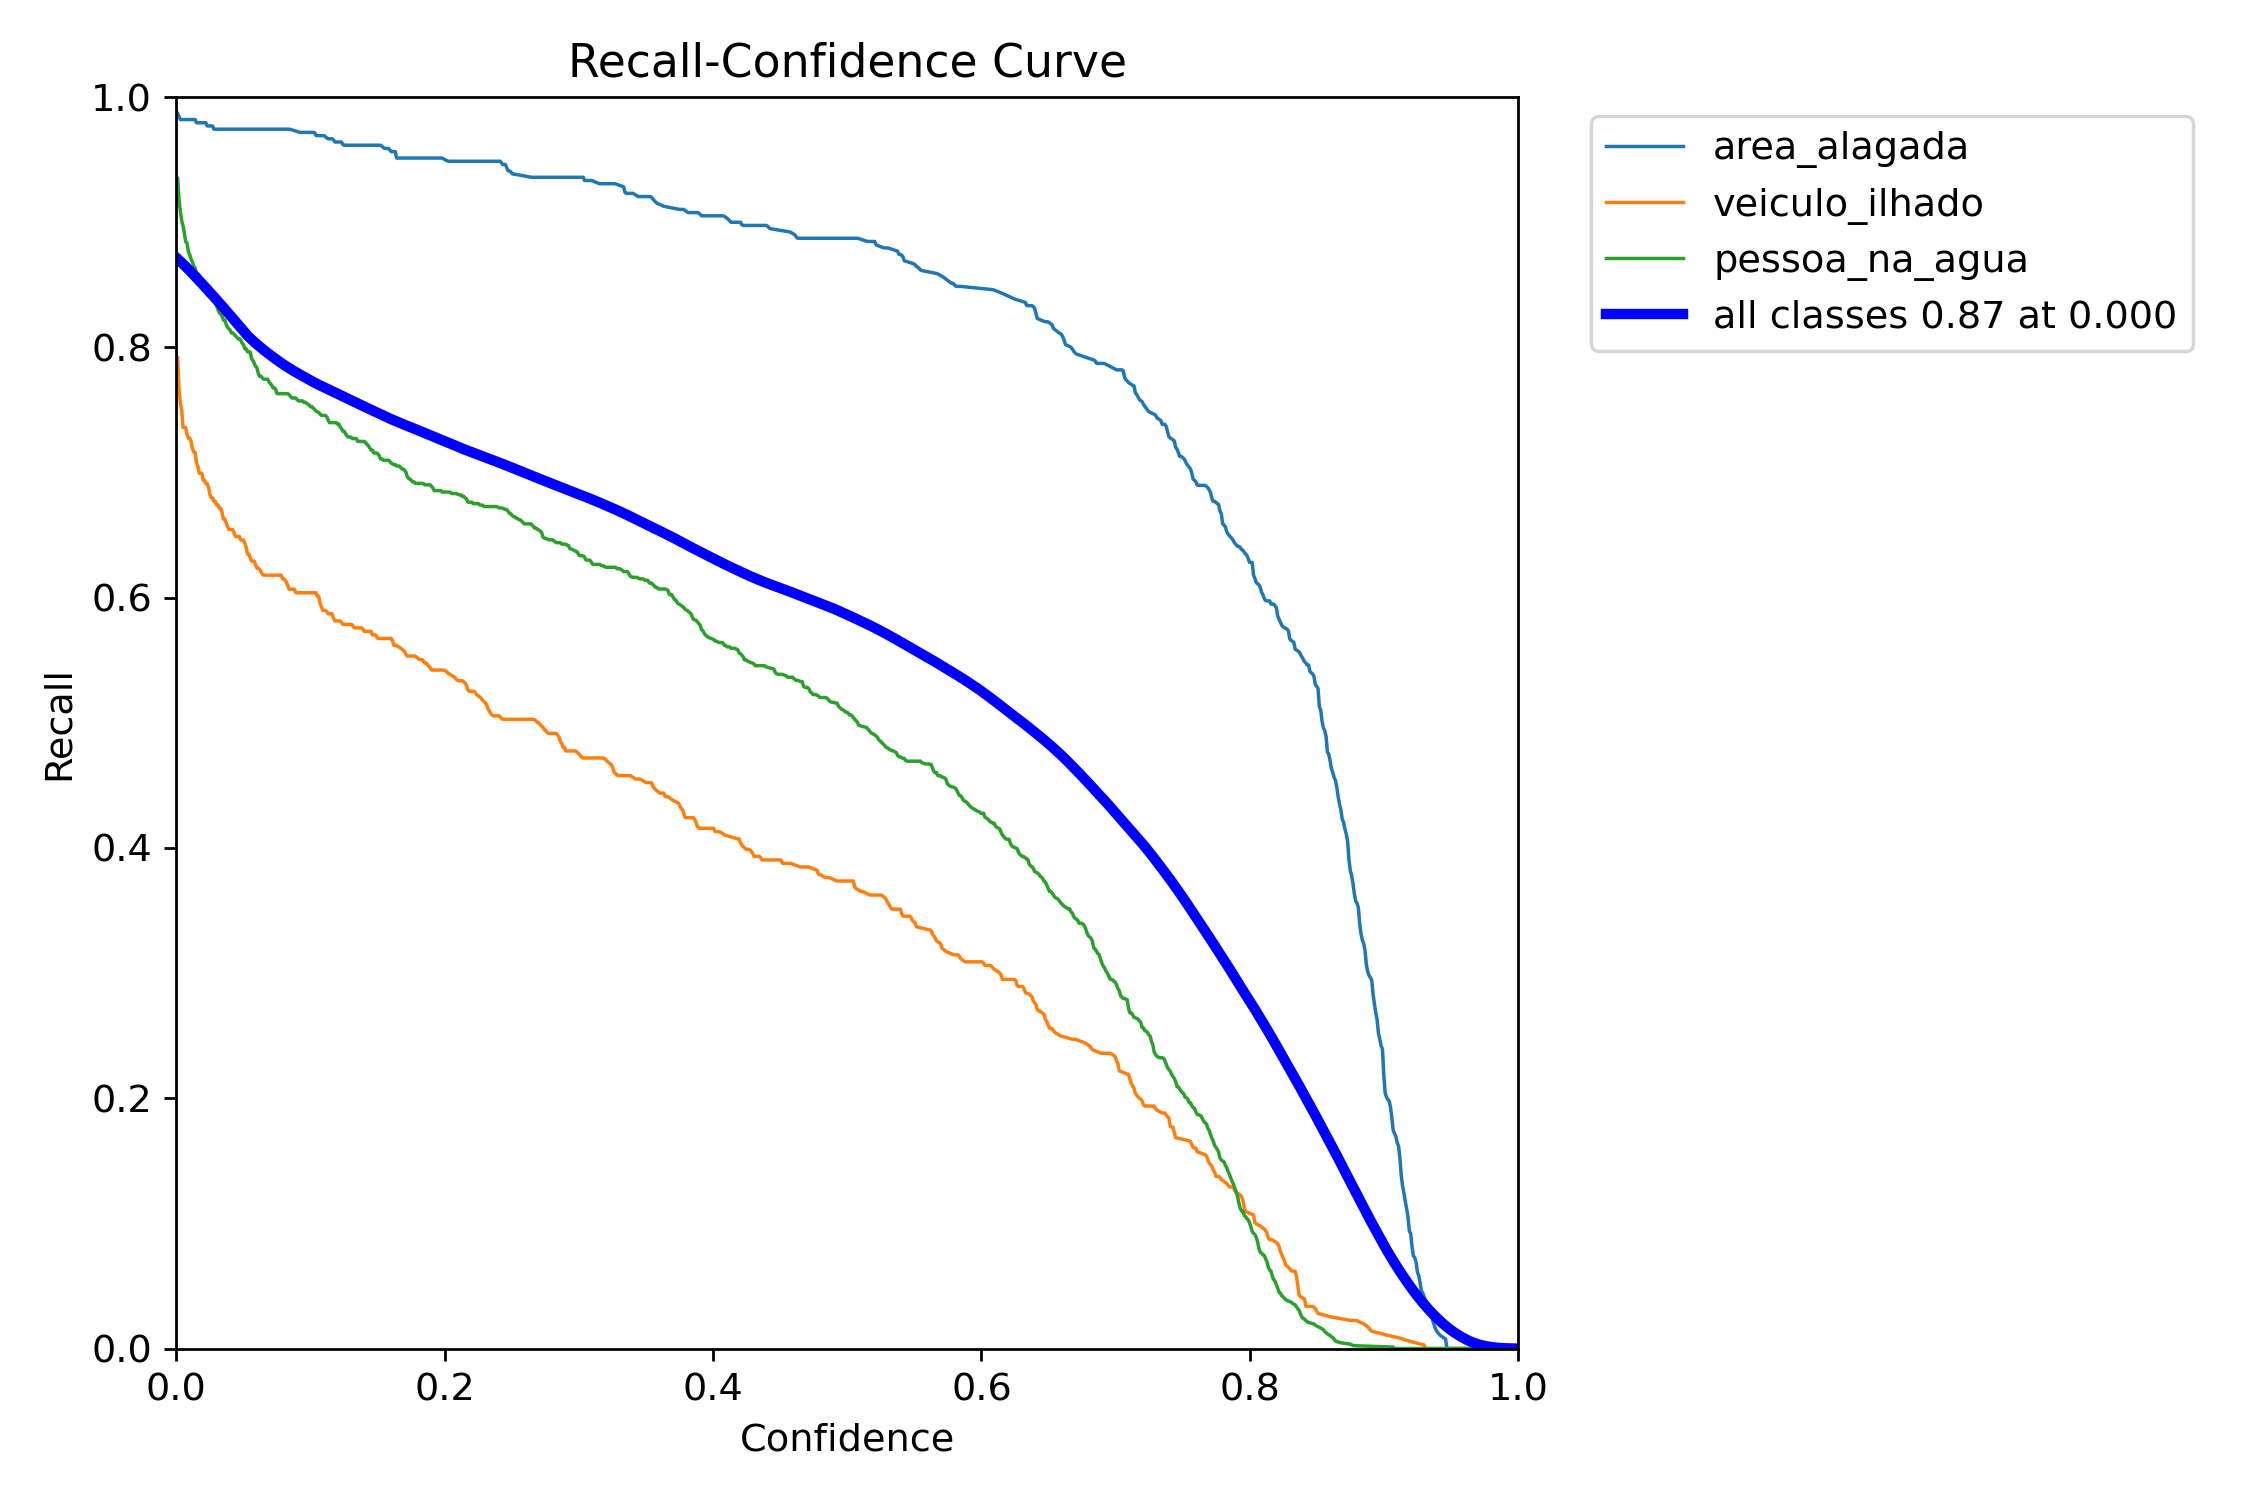 Recall-Confidence Curve
1.0
0.8
0.6
0.4
0.2
0.0
Recall
0.0 0.2 0.4 0.6 0.8 1.0
Confidence
area_alagada
veiculo_ilhado
pessoa_na_agua
all classes 0.87 at 0.000